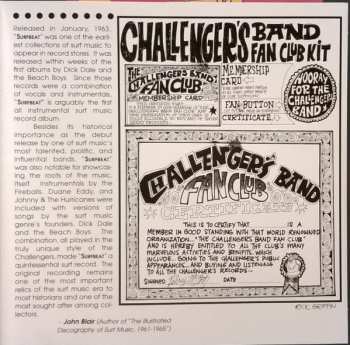 Released in January, 1963,
"SURFBEAT" was one of the earli-
est collections of surf music to
appear in record stores. It was
released within weeks of the
first albums by Dick Dale and
the Beach Boys. Since those
records were a combination
of vocals and instrumentals,
"SURFBEAT" is arguably the first
all instrumental surf music
record album.
Besides its historical
importance as the debut
release by one of surf music's
most talented, prolific, and
influential bands, "SURFBEAT"
was also notable for showcas-
ing the roots of the music,
itself. Instrumentals by the
Fireballs, Duane Eddy, and
Johnny & The Hurricanes were
included with versions of
songs by the surf music
genre's founders, Dick Dale
and the Beach Boys. The
combination, all played in the
truly unique style of the
Challengers, made "SURFBEAT" a
quintessential surf record. The
original recording remains
one of the most important
relics of the surf music era to
most historians and one of the
most sought after among col-
lectors.
John Blair (Author of "The Illustrated
Discography of Surf Music, 1961-1965")
CHALLENGERS BAND
FAN CLUB KIT
THE
CHALLENGERS BAND!
FAN CLUB
MEMBERSHIP CARD
MEMBERSHIP
CARD
FAN BUTTON
CERTIFICATE
HOORAY
FOR THE
CHALLENGER
BAND!
CHALLENGERS BAND
FAN CLUB
THIS IS TO CERTIFY THAT IS A
MEMBER IN GOOD STANDING WITH THAT WORLD RENOWNED
ORGANIZATION.. "THE CHALLENGERS BAND FAN CLUB"
AND IS HEREBY ENTITLED TO ALL THE CLUB'S MANY
MARVELOUS ACTIVITIES AND BENEFITS WHICH
INCLUDE.. GOING TO THE CHALLENGER'S PUBLIC
APPEARANCES.. AND BUYING AND LISTENING
TO ALL THE CHALLENGERS RECORDS..
SIGNED DATE
RICK GRIFFIN